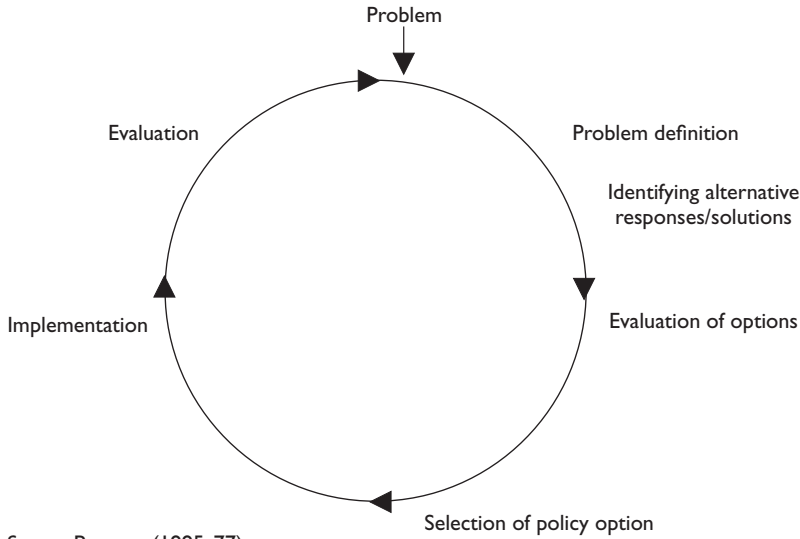 Problem
Evaluation
Problem definition
Identifying alternative
responses/solutions
Evaluation of options
Implementation
Selection of policy option